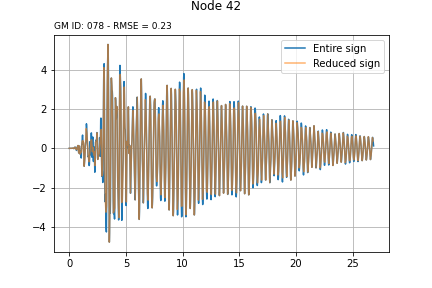 Node 42
GM ID: 078 - RMSE = 0.23
Entire sign
Reduced sign
4
2
0
−2
−4
0 5 10 15 20 25